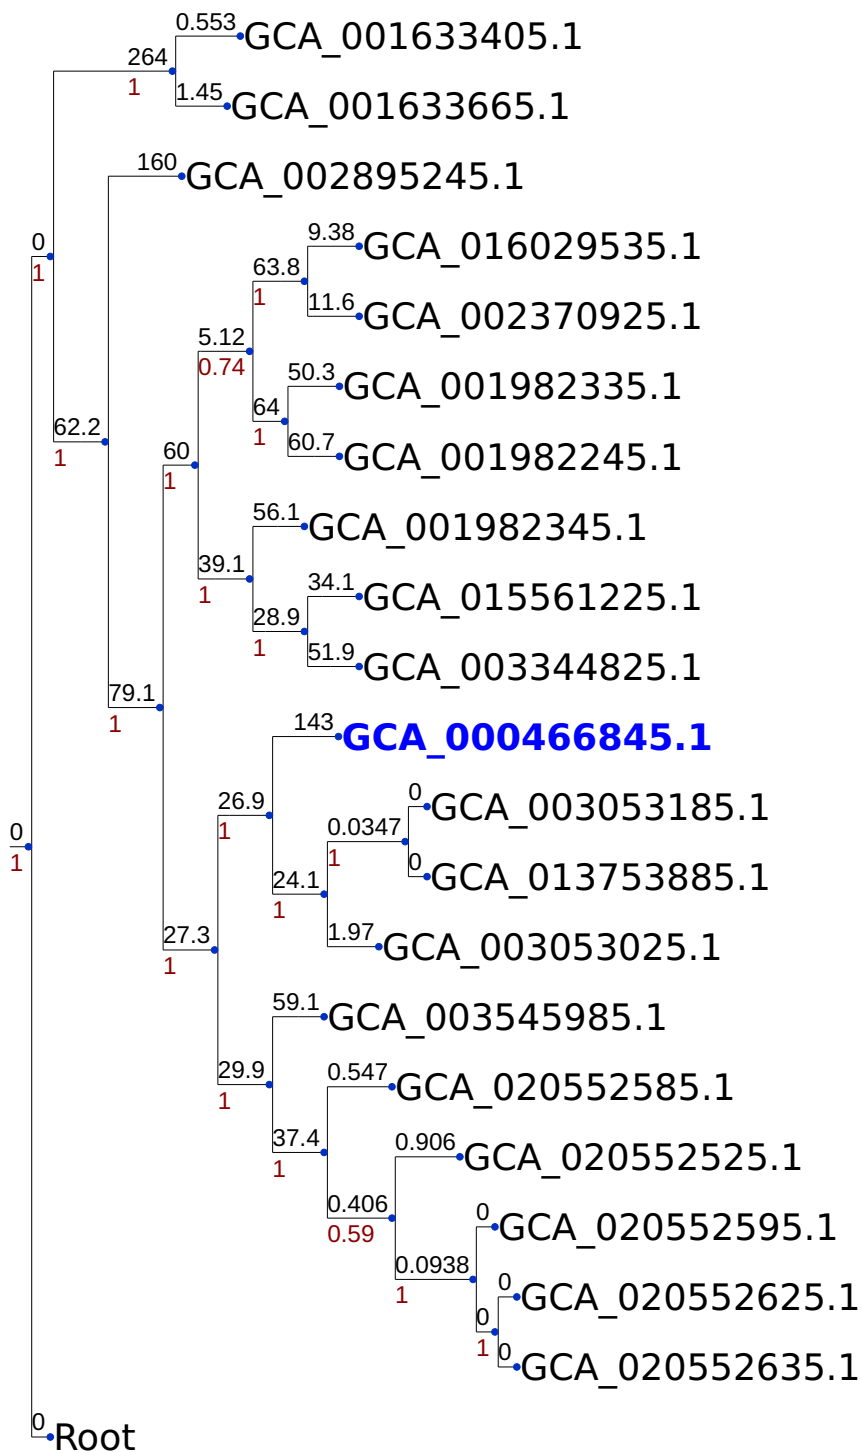 0.553
GCA_001633405.1
264
1
1.45
GCA_001633665.1
160
GCA_002895245.1
0
1
9.38
GCA_016029535.1
63.8
1
11.6
GCA_002370925.1
5.12
0.74
50.3
GCA_001982335.1
64
1
60.7
GCA_001982245.1
62.2
1
60
1
56.1
GCA_001982345.1
39.1
1
34.1
GCA_015561225.1
28.9
1
51.9
GCA_003344825.1
79.1
1
143
GCA_000466845.1
26.9
1
0
GCA_003053185.1
0.0347
1
0
GCA_013753885.1
0
1
24.1
1
1.97
GCA_003053025.1
27.3
1
59.1
GCA_003545985.1
29.9
1
0.547
GCA_020552585.1
37.4
1
0.906
GCA_020552525.1
0.406
0.59
0
GCA_020552595.1
0.0938
1
0
GCA_020552625.1
0
1
0
GCA_020552635.1
0
Root